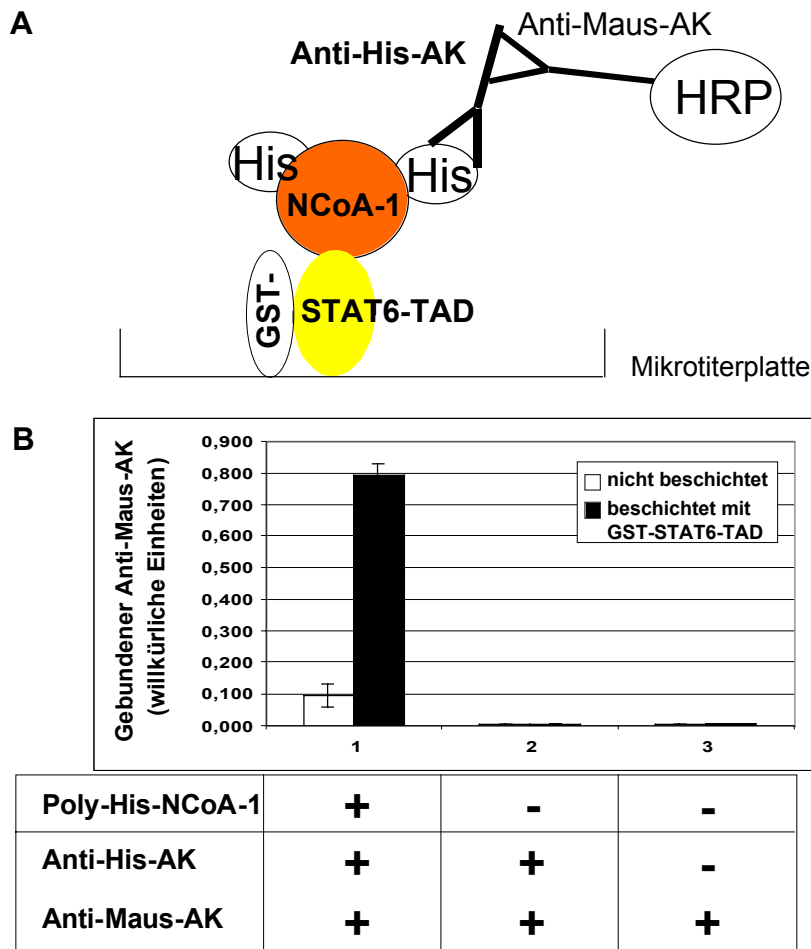 A
Anti-Maus-AK
Anti-His-AK
HRP
His
His
NCoA-1
GST-
STAT6-TAD
Mikrotiterplatte
B
Gebundener Anti-Maus-AK
(willkürliche Einheiten)
0,900
0,800
0,700
0,600
0,500
0,400
0,300
0,200
0,100
0,000
nicht beschichtet
beschichtet mit
GST-STAT6-TAD
1 2 3
Poly-His-NCoA-1 + - -
Anti-His-AK + + -
Anti-Maus-AK + + +